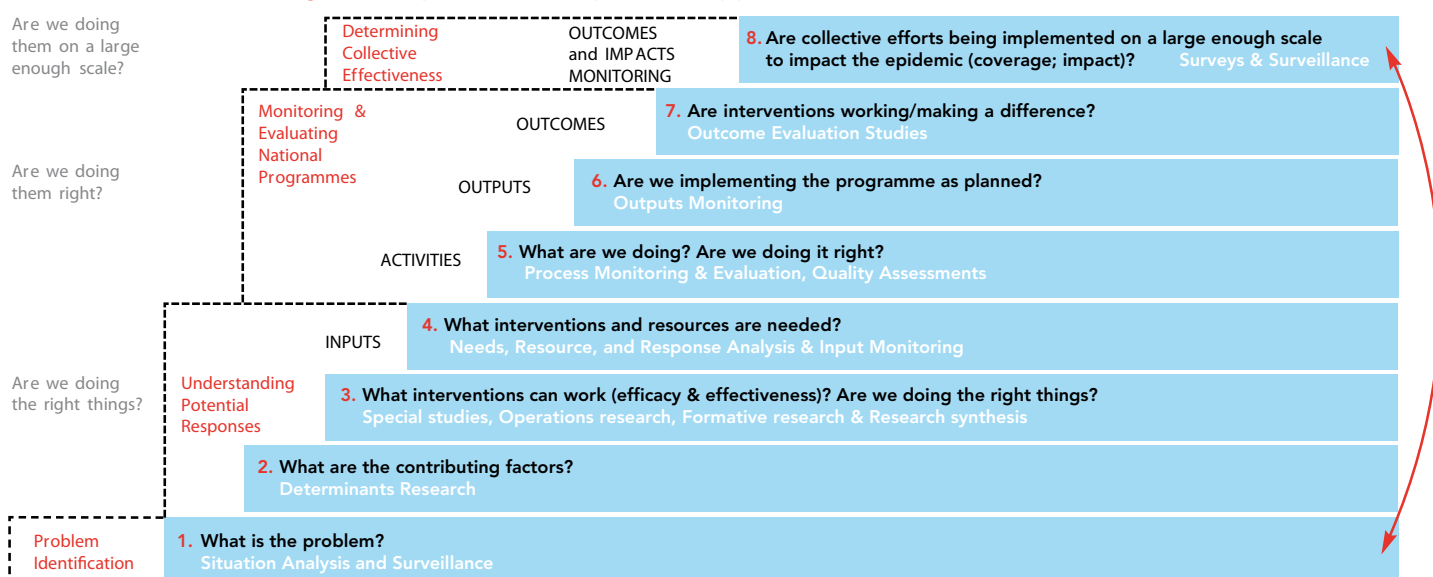 Are we doing
them on a large
enough scale?
Determining
Collective
Effectiveness
OUTCOMES
and IMPACTS
MONITORING
8. Are collective efforts being implemented on a large enough scale
to impact the epidemic (coverage; impact)? Surveys & Surveillance
Monitoring &
Evaluating
National
Programmes
OUTCOMES
7. Are interventions working/making a difference?
Outcome Evaluation Studies
Are we doing
them right?
OUTPUTS
6. Are we implementing the programme as planned?
Outputs Monitoring
ACTIVITIES
5. What are we doing? Are we doing it right?
Process Monitoring & Evaluation, Quality Assessments
INPUTS
4. What interventions and resources are needed?
Needs, Resource, and Response Analysis & Input Monitoring
Are we doing
the right things?
Understanding
Potential
Responses
3. What interventions can work (efficacy & effectiveness)? Are we doing the right things?
Special studies, Operations research, Formative research & Research synthesis
2. What are the contributing factors?
Determinants Research
Problem
Identification
1. What is the problem?
Situation Analysis and Surveillance